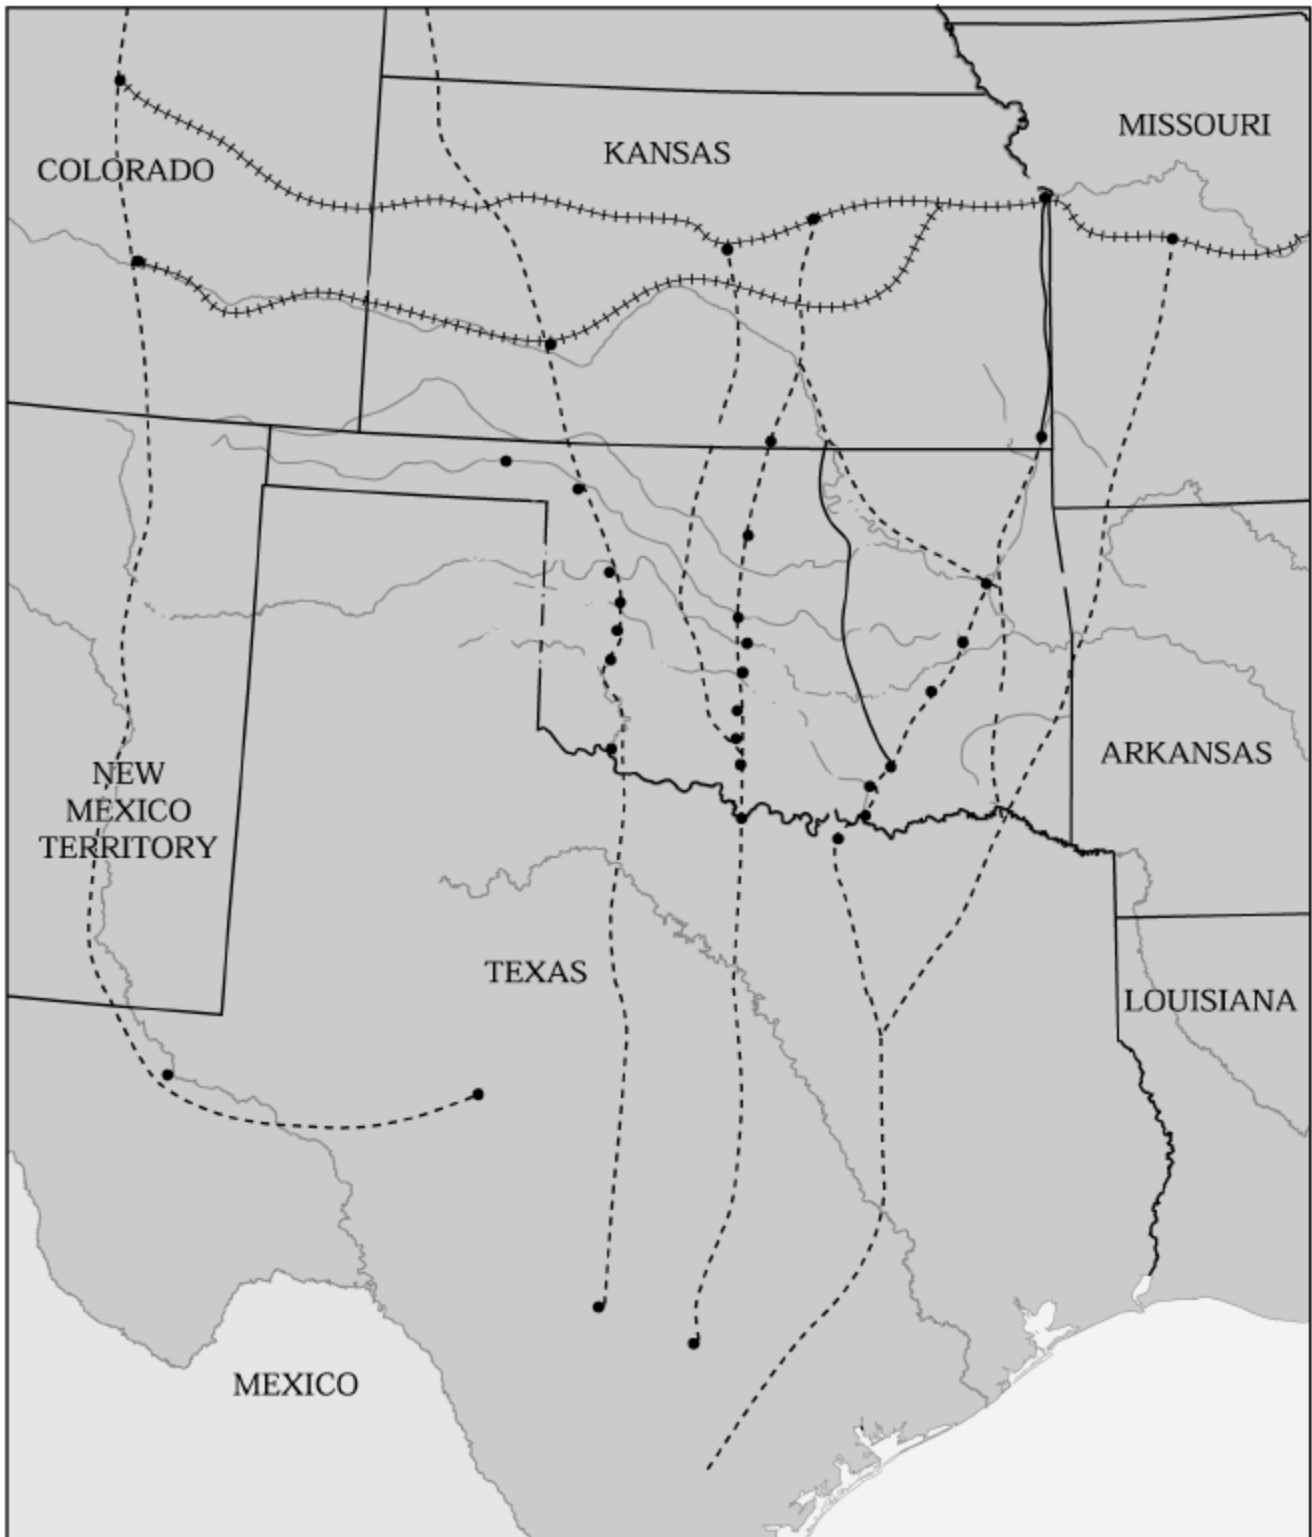 MISSOURI
KANSAS
COLORADO
ARKANSAS
NEW
MEXICO
TERRITORY
TEXAS
LOUISIANA
MEXICO